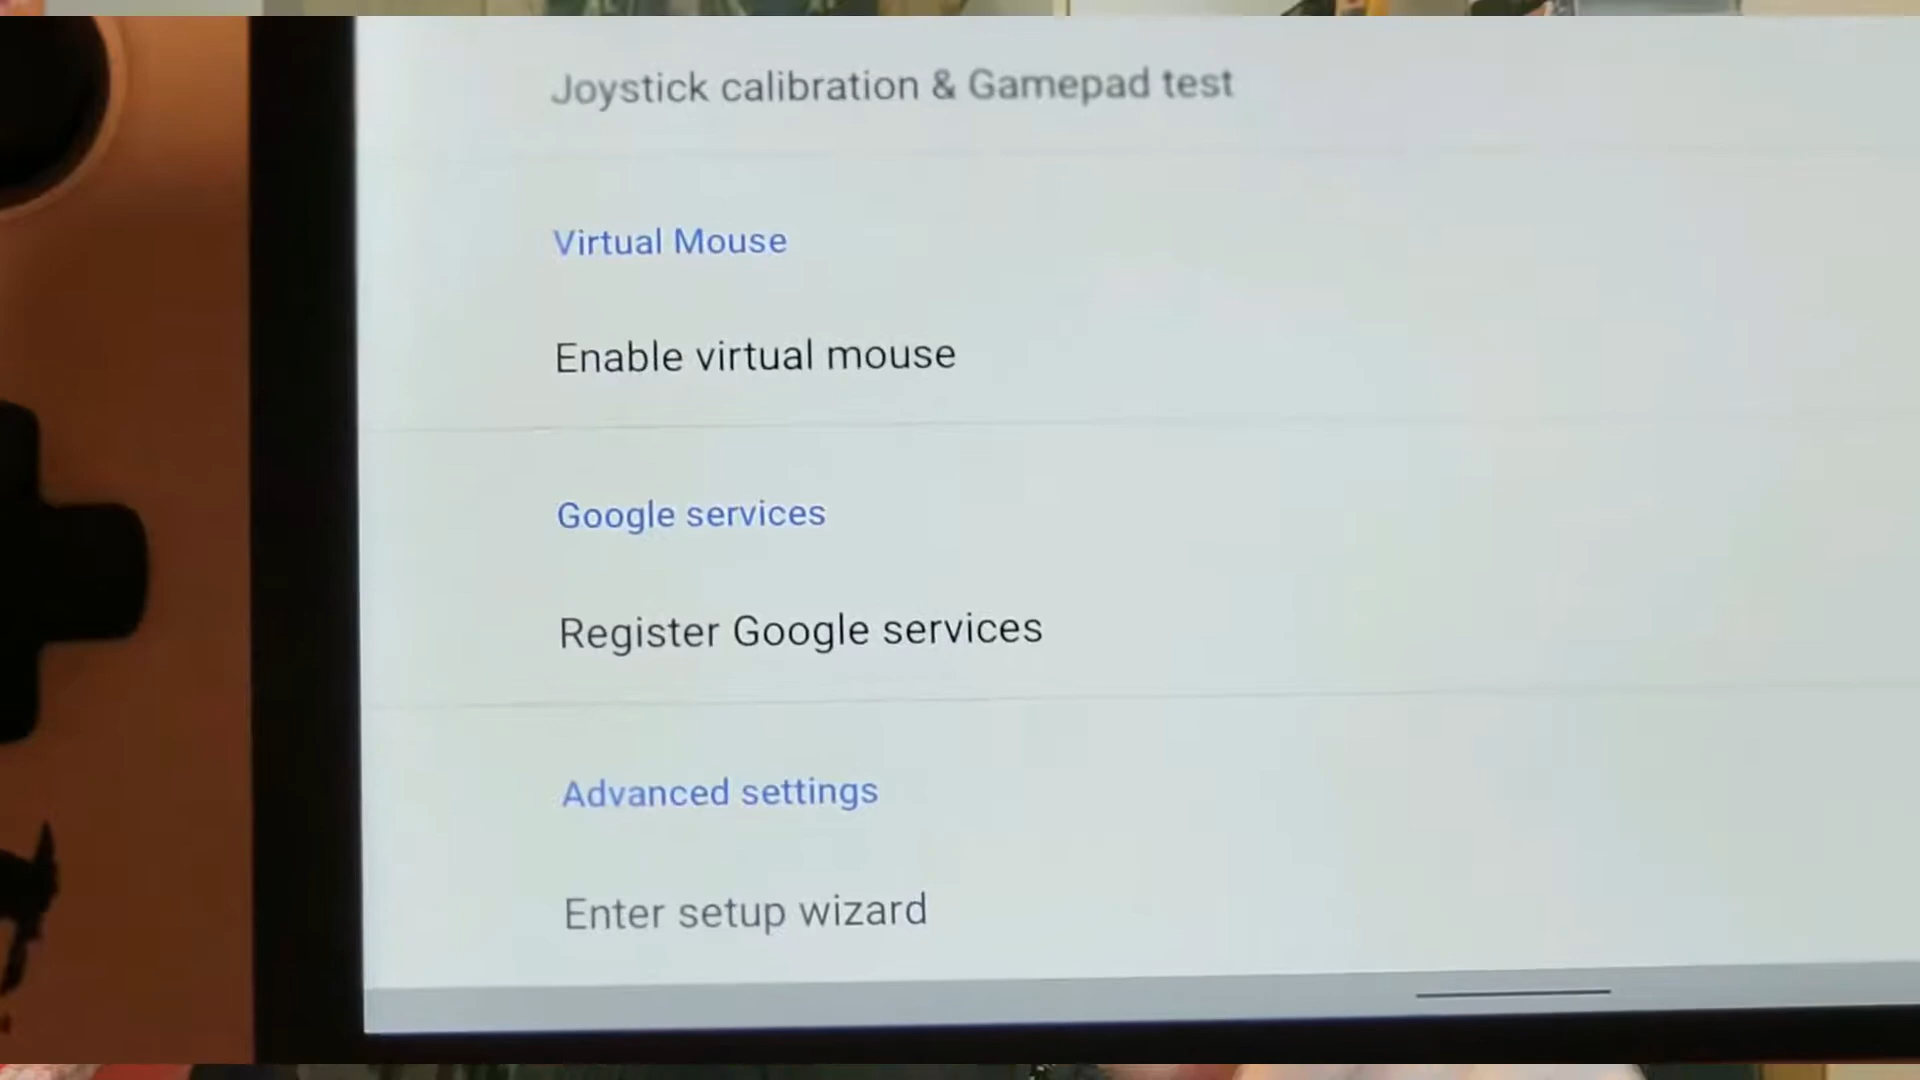 Joystick calibration & Gamepad test
Virtual Mouse
Enable virtual mouse
Google services
Register Google services
Advanced settings
Enter setup wizard